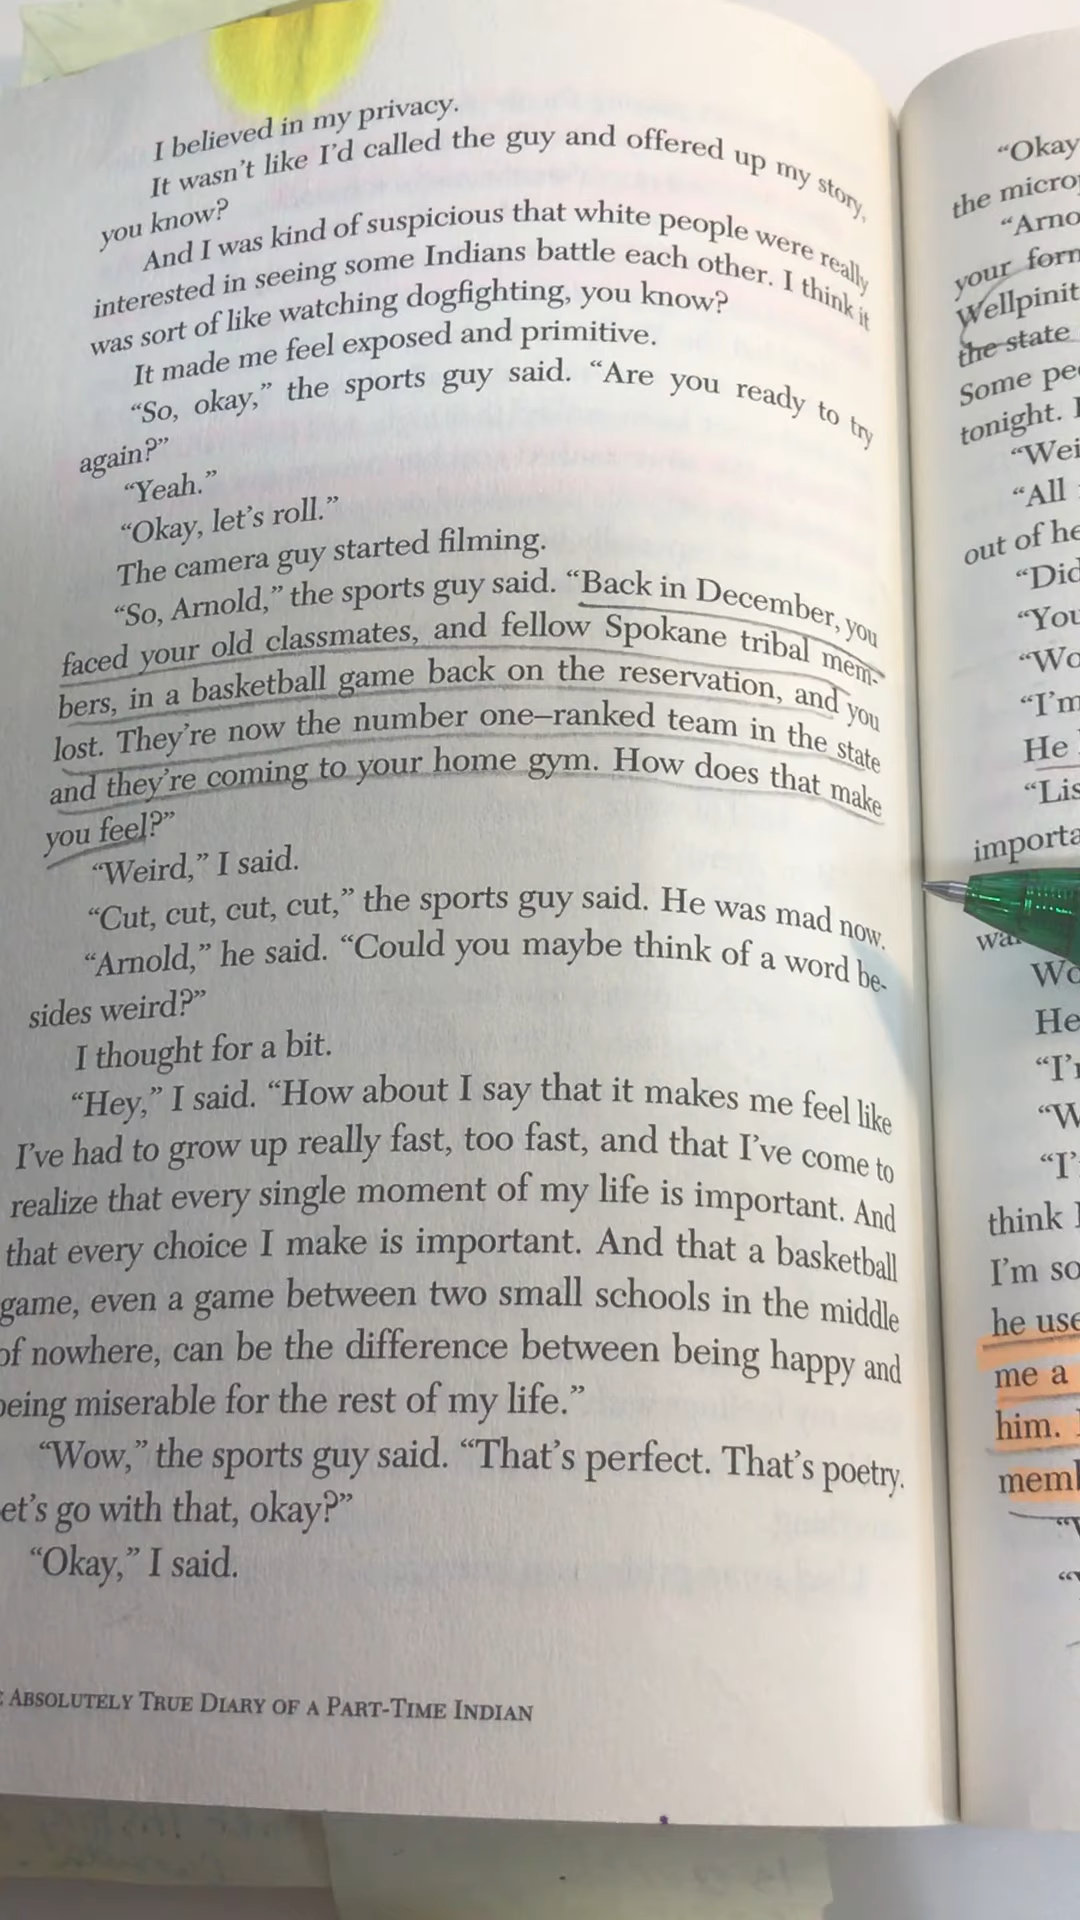 I believed in my privacy.
It wasn't like I'd called the guy and offered up my story,
you know?
And I was kind of suspicious that white people were really
interested in seeing some Indians battle each other. I think it
was sort of like watching dogfighting, you know?
It made me feel exposed and primitive.
“So, okay,” the sports guy said. “Are you ready to try
again?”
“Yeah.”
“Okay, let's roll.”
The camera guy started filming.
“So, Arnold,” the sports guy said. “Back in December, you
faced your old classmates, and fellow Spokane tribal mem-
bers, in a basketball game back on the reservation, and you
lost. They're now the number one–ranked team in the state
and they're coming to your home gym. How does that make
you feel?”
“Weird,” I said.
“Cut, cut, cut, cut,” the sports guy said. He was mad now.
“Arnold,” he said. “Could you maybe think of a word be-
sides weird?”
I thought for a bit.
“Hey,” I said. “How about I say that it makes me feel like
I've had to grow up really fast, too fast, and that I've come to
realize that every single moment of my life is important. And
that every choice I make is important. And that a basketball
game, even a game between two small schools in the middle
of nowhere, can be the difference between being happy and
being miserable for the rest of my life.”
“Wow,” the sports guy said. “That's perfect. That's poetry.
et's go with that, okay?”
“Okay,” I said.
ABSOLUTELY TRUE DIARY OF A PART-TIME INDIAN
“Okay
the micro
“Arno
your form
Wellpinit
the state
Some pe
tonight.
“Wei
“All
out of he
“Did
“You
“Wo
“I'm
He
“Lis
importa
Wo
He
“I'
“W
“I'
think I
I'm so
he use
me a
him.
memb